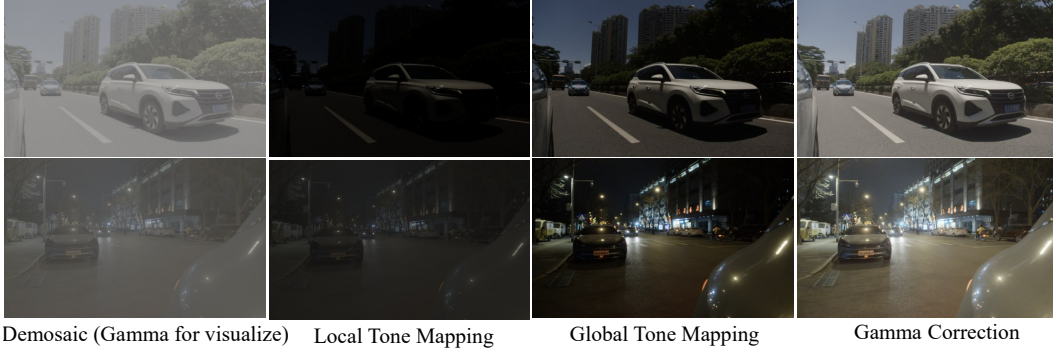 Demosaic (Gamma for visualize)
Local Tone Mapping
Global Tone Mapping
Gamma Correction